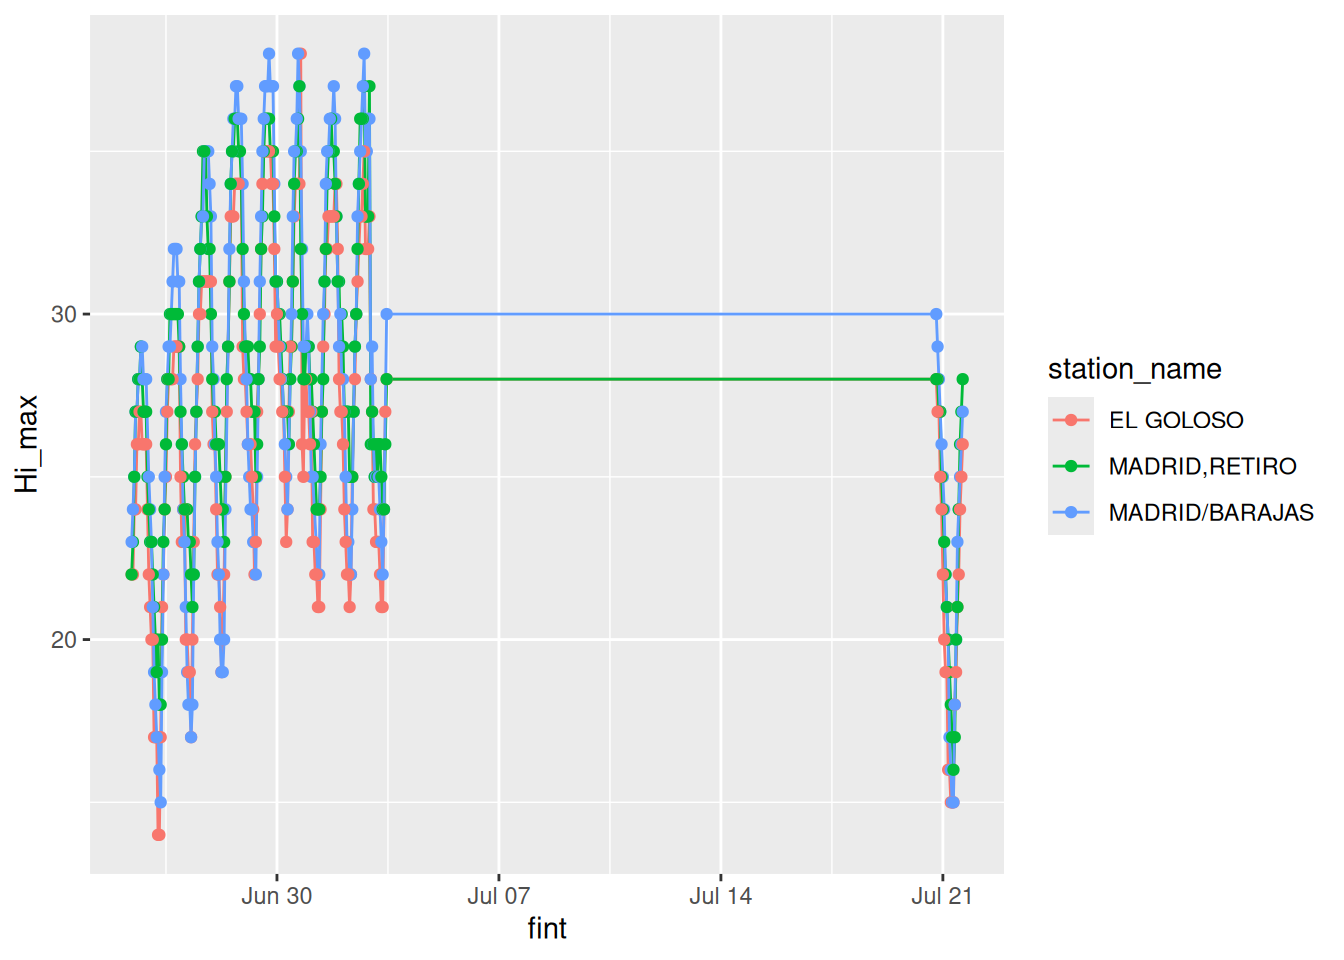 Hi_max
30
20
Jun 30
Jul 07
Jul 14
Jul 21
fint
station_name
EL GOLOSO
MADRID,RETIRO
MADRID/BARAJAS